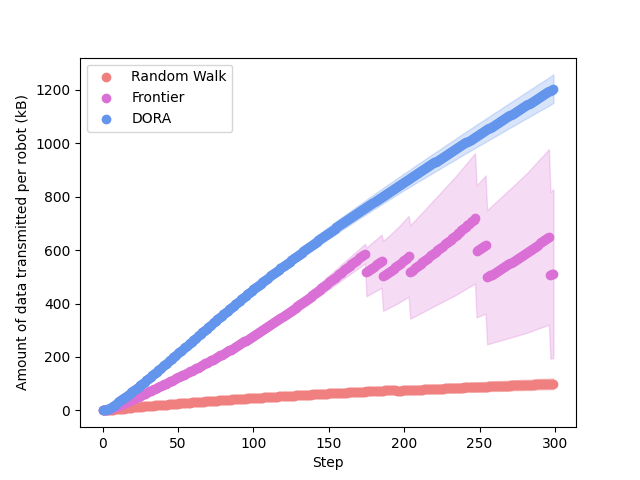 Random Walk
Frontier
DORA
Amount of data transmitted per robot (kB)
1200
1000
800
600
400
200
0
0 50 100 150 200 250 300
Step